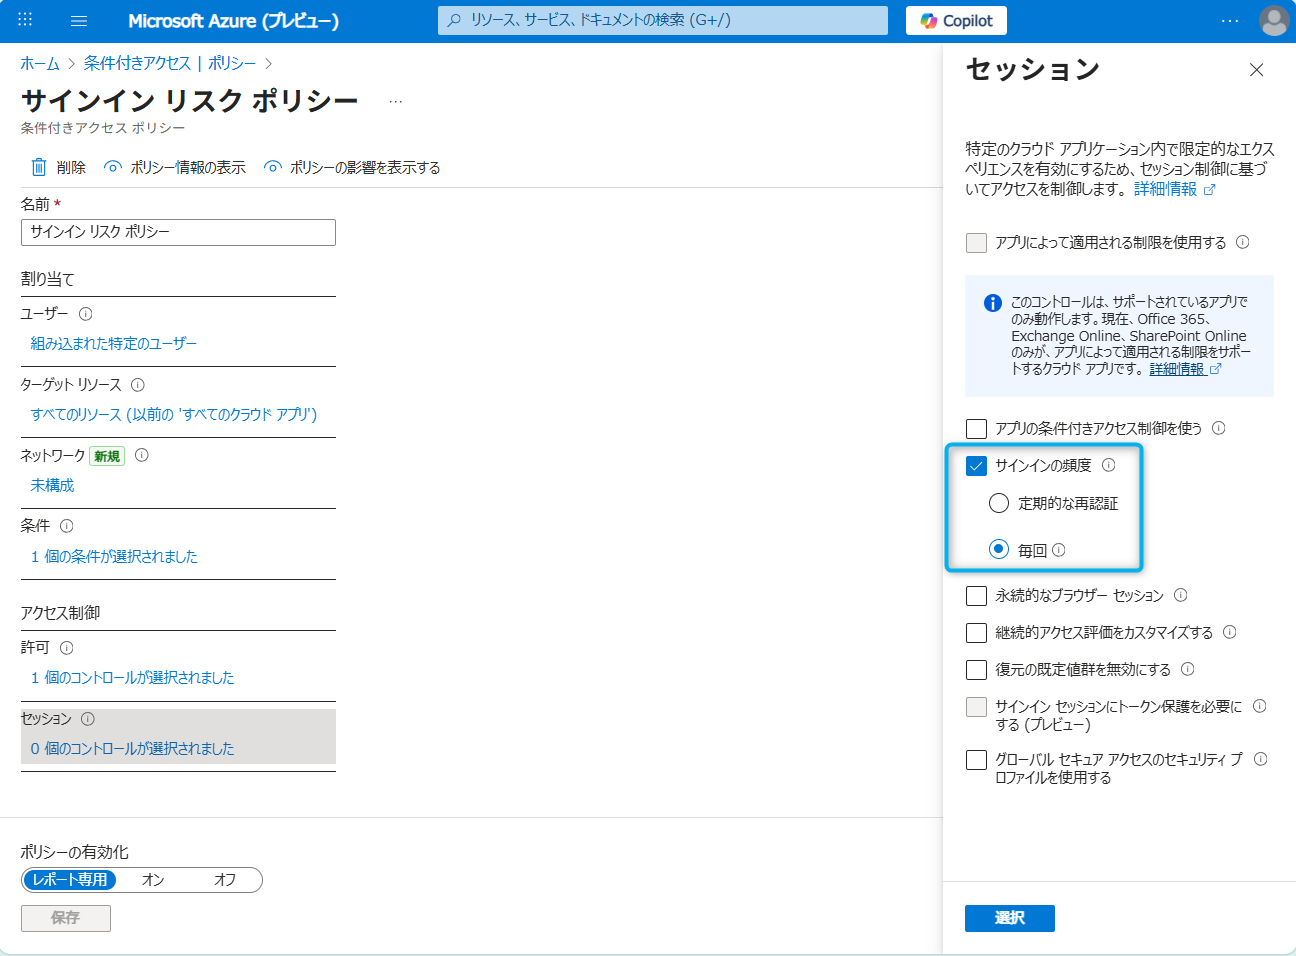 Microsoft Azure (プレビュー)
リソース、サービス、ドキュメントの検索 (G+/)
Copilot
ホーム > 条件付きアクセス | ポリシー >
サインイン リスク ポリシー ...
条件付きアクセス ポリシー
削除 ポリシー情報の表示 ポリシーの影響を表示する
名前 *
サインイン リスク ポリシー
割り当て
ユーザー
組み込まれた特定のユーザー
ターゲット リソース
すべてのリソース (以前の 'すべてのクラウド アプリ')
ネットワーク 新規
未構成
条件
1 個の条件が選択されました
アクセス制御
許可
1 個のコントロールが選択されました
セッション
0 個のコントロールが選択されました
ポリシーの有効化
レポート専用 オン オフ
保存
セッション
特定のクラウド アプリケーション内で限定的なエクス
ペリエンスを有効にするため、セッション制御に基づ
いてアクセスを制御します。 詳細情報
アプリによって適用される制限を使用する
このコントロールは、サポートされているアプリで
のみ動作します。現在、Office 365、
Exchange Online、SharePoint Online
のみが、アプリによって適用される制限をサポー
トするクラウド アプリです。 詳細情報
アプリの条件付きアクセス制御を使う
サインインの頻度
定期的な再認証
毎回
永続的なブラウザー セッション
継続的アクセス評価をカスタマイズする
復元の既定値群を無効にする
サインイン セッションにトークン保護を必要に
する (プレビュー)
グローバル セキュア アクセスのセキュリティ プ
ロファイルを使用する
選択